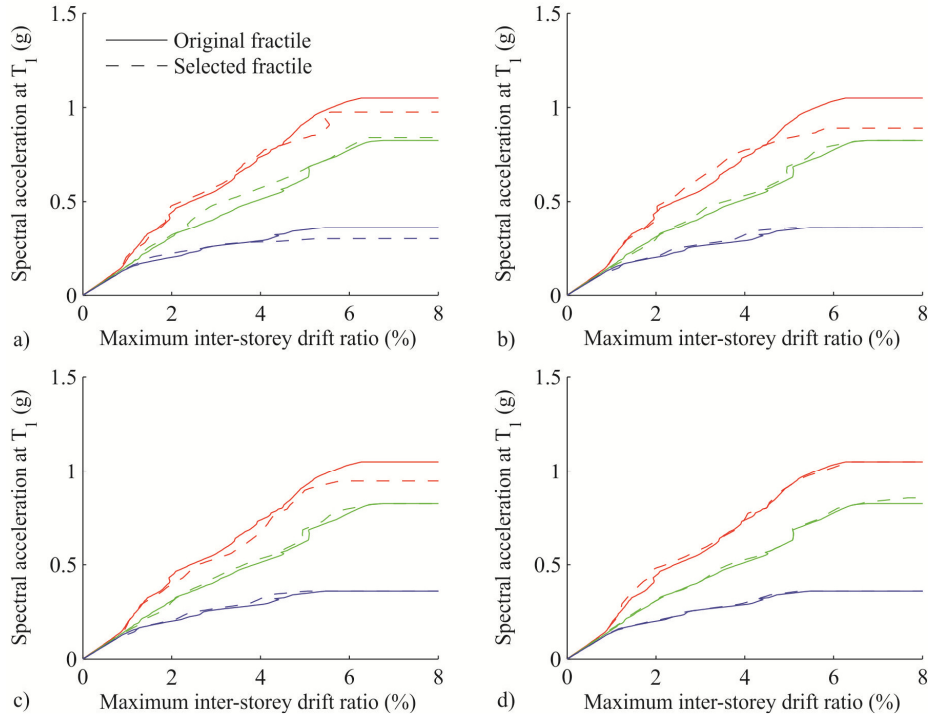 1.5
1
0.5
0
Spectral acceleration at T1 (g)
Original fractile
Selected fractile
0 2 4 6 8
a) Maximum inter-storey drift ratio (%)
1.5
1
0.5
0
Spectral acceleration at T1 (g)
0 2 4 6 8
b) Maximum inter-storey drift ratio (%)
1.5
1
0.5
0
Spectral acceleration at T1 (g)
0 2 4 6 8
c) Maximum inter-storey drift ratio (%)
1.5
1
0.5
0
Spectral acceleration at T1 (g)
0 2 4 6 8
d) Maximum inter-storey drift ratio (%)